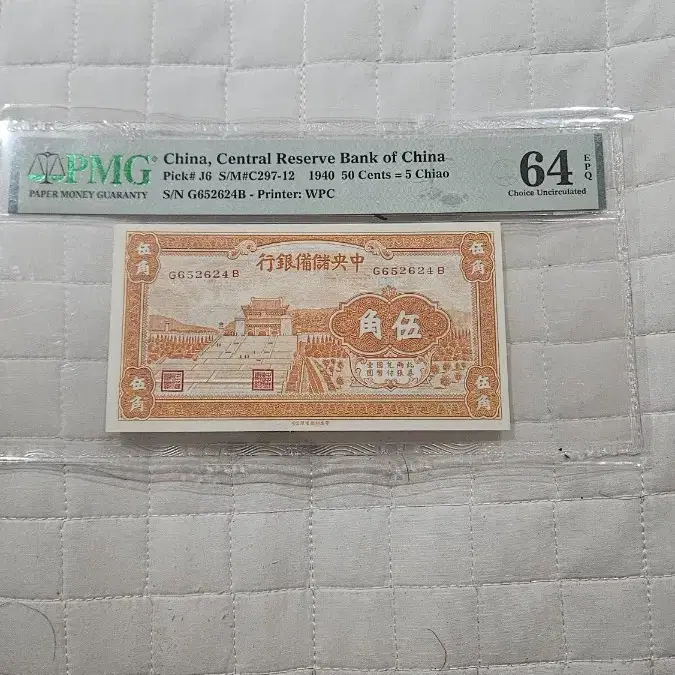 PMG
PAPER MONEY GUARANTY
China, Central Reserve Bank of China
Pick# J6 S/M#C297-12 1940 50 Cents = 5 Chiao
S/N G652624B - Printer: WPC
64 EPQ
Choice Uncirculated
伍角
行銀備儲央中
伍角
G652624B
G652624B
角伍
伍角
伍角